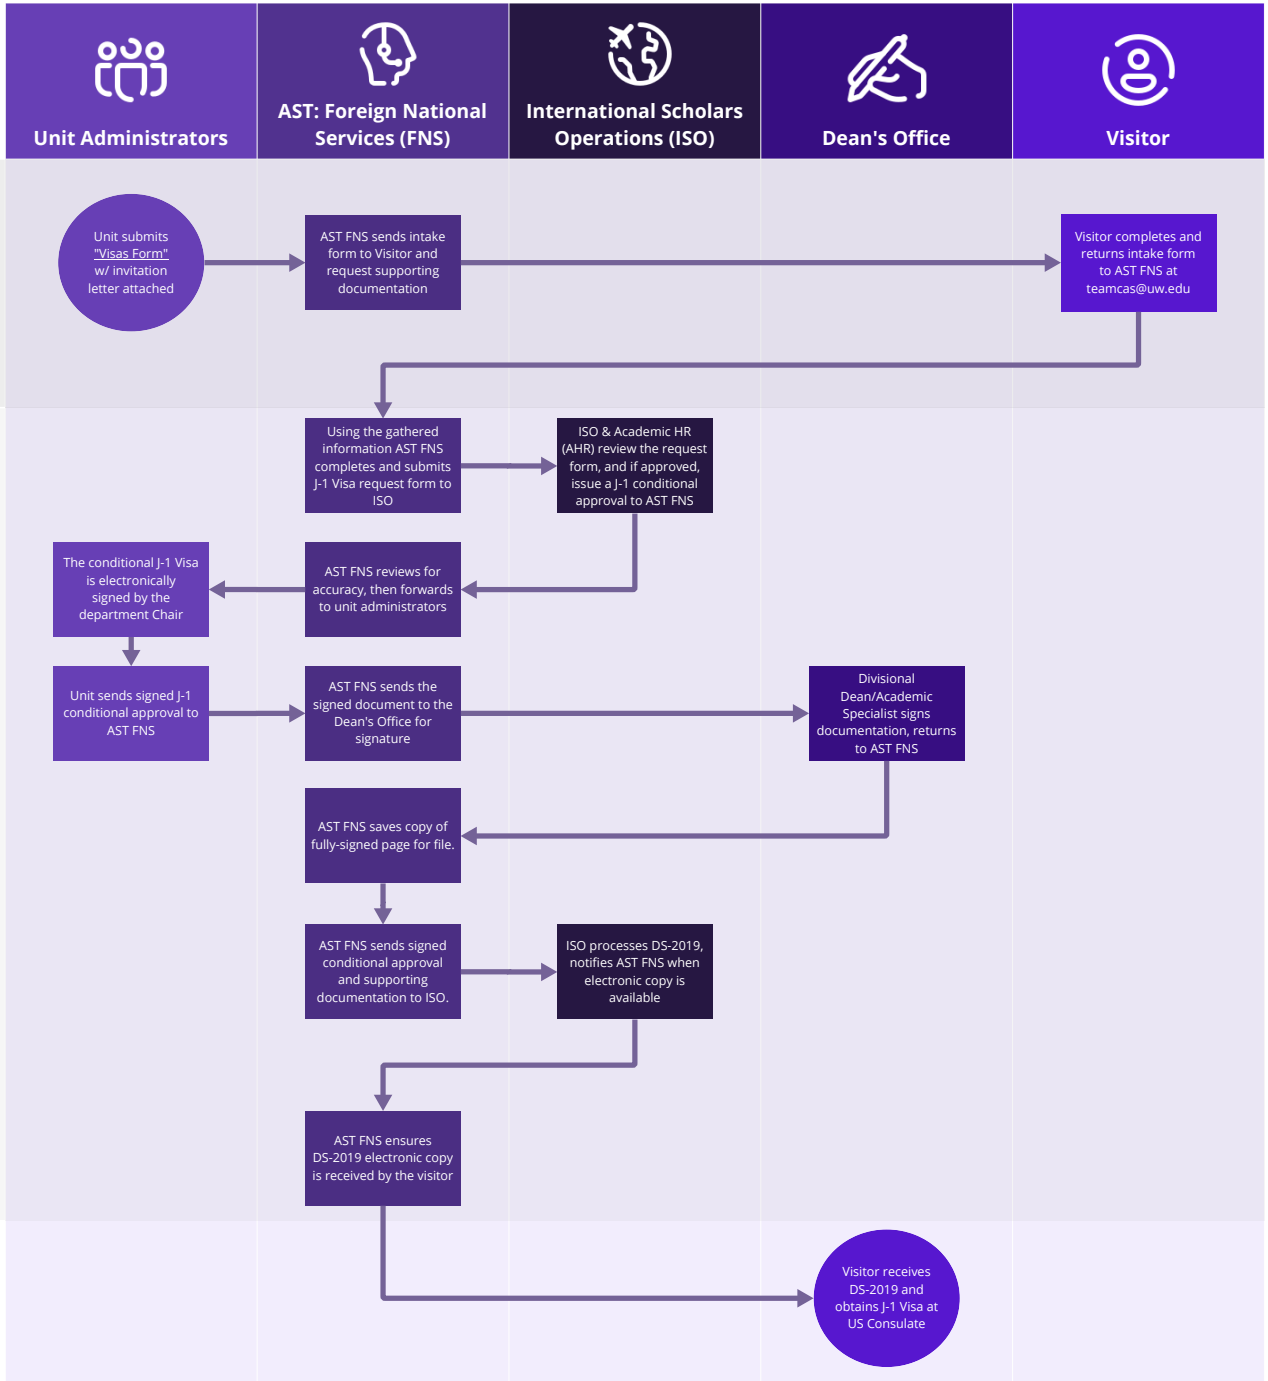 Unit Administrators
AST: Foreign National
Services (FNS)
International Scholars
Operations (ISO)
Dean's Office
Visitor
Unit submits
"Visas Form"
w/ invitation
letter attached
AST FNS sends intake
form to Visitor and
request supporting
documentation
Visitor completes and
returns intake form
to AST FNS at
teamcas@uw.edu
Using the gathered
information AST FNS
completes and submits
J-1 Visa request form to
ISO
ISO & Academic HR
(AHR) review the request
form, and if approved,
issue a J-1 conditional
approval to AST FNS
The conditional J-1 Visa
is electronically
signed by the
department Chair
AST FNS reviews for
accuracy, then forwards
to unit administrators
Unit sends signed J-1
conditional approval to
AST FNS
AST FNS sends the
signed document to the
Dean's Office for
signature
Divisional
Dean/Academic
Specialist signs
documentation, returns
to AST FNS
AST FNS saves copy of
fully-signed page for file.
AST FNS sends signed
conditional approval
and supporting
documentation to ISO.
ISO processes DS-2019,
notifies AST FNS when
electronic copy is
available
AST FNS ensures
DS-2019 electronic copy
is received by the visitor
Visitor receives
DS-2019 and
obtains J-1 Visa at
US Consulate